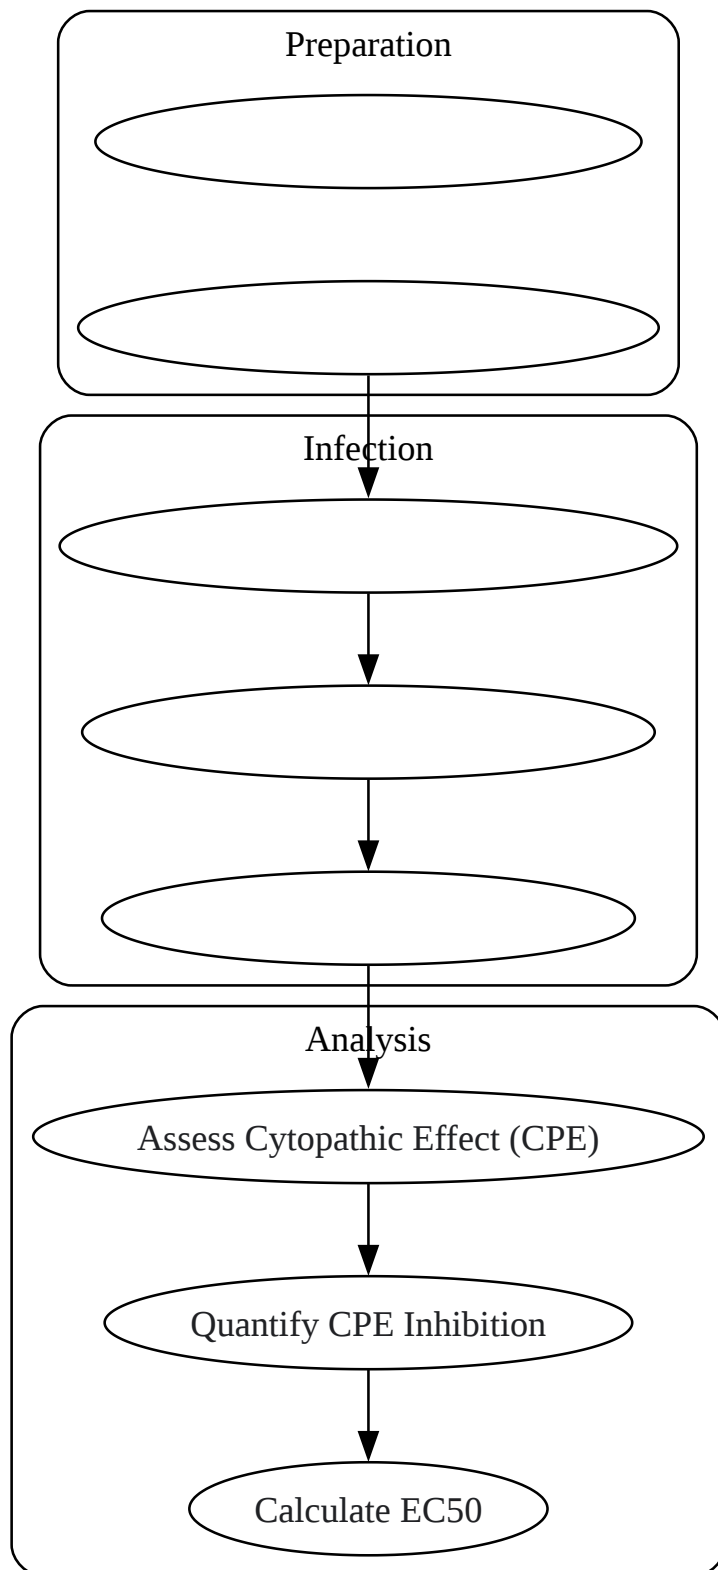 Preparation
Infection
Analysis
Assess Cytopathic Effect (CPE)
Quantify CPE Inhibition
Calculate EC50